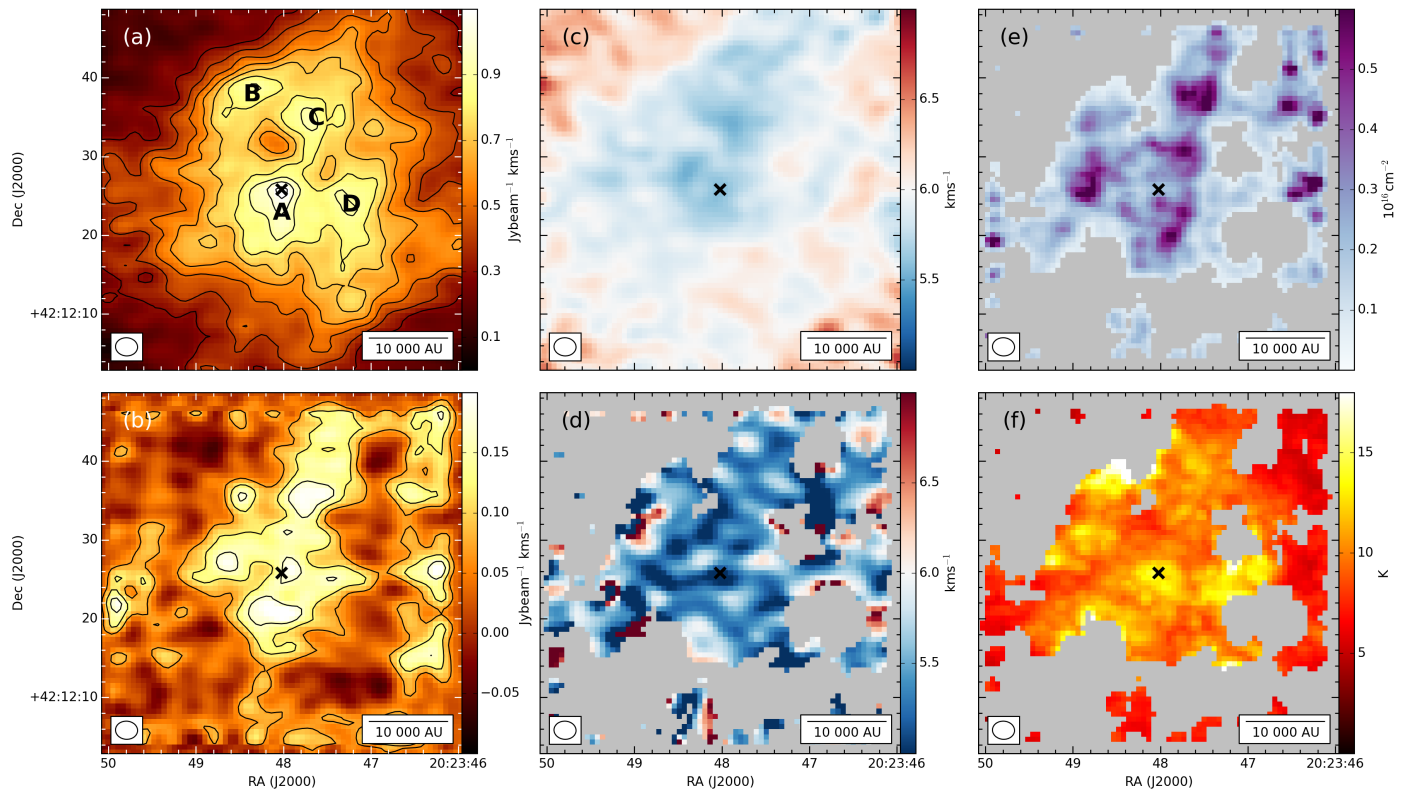 (a)
B
C
A
D
40
30
20
+42:12:10
Dec (J2000)
10 000 AU
0.9
0.7
0.5
0.3
0.1
Jybeam⁻¹ kms⁻¹
(c)
10 000 AU
6.5
6.0
5.5
kms⁻¹
(e)
10 000 AU
0.5
0.4
0.3
0.2
0.1
10¹⁶ cm⁻²
(b)
40
30
20
+42:12:10
Dec (J2000)
10 000 AU
50 49 48 47 20:23:46
RA (J2000)
0.15
0.10
0.05
0.00
−0.05
Jybeam⁻¹ kms⁻¹
(d)
10 000 AU
50 49 48 47 20:23:46
RA (J2000)
6.5
6.0
5.5
kms⁻¹
(f)
10 000 AU
50 49 48 47 20:23:46
RA (J2000)
15
10
5
K